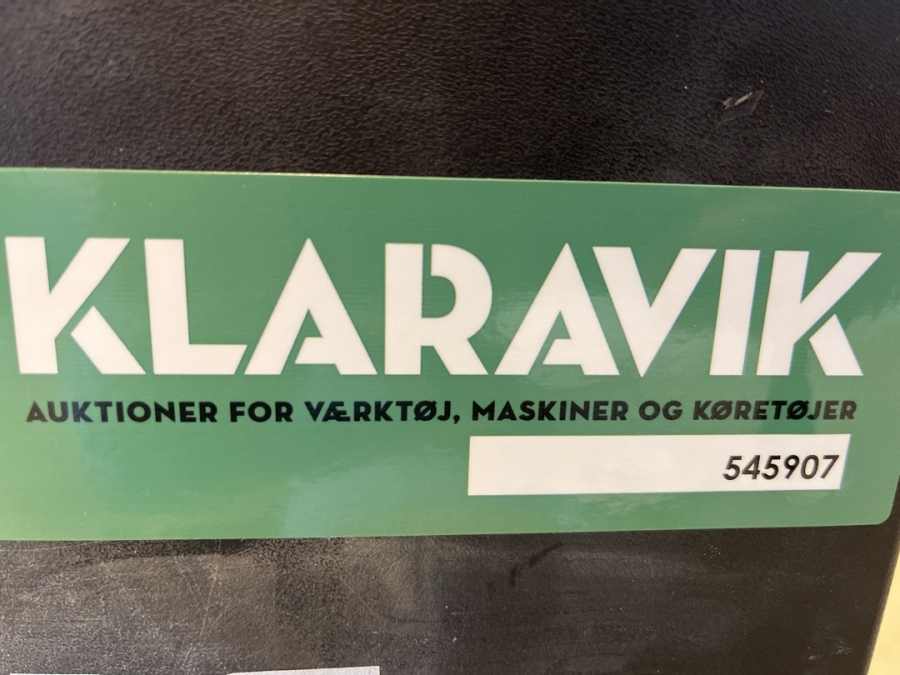 KLARAVIK
AUKTIONER FOR VÆRKTØJ, MASKINER OG KØRETØJER
545907